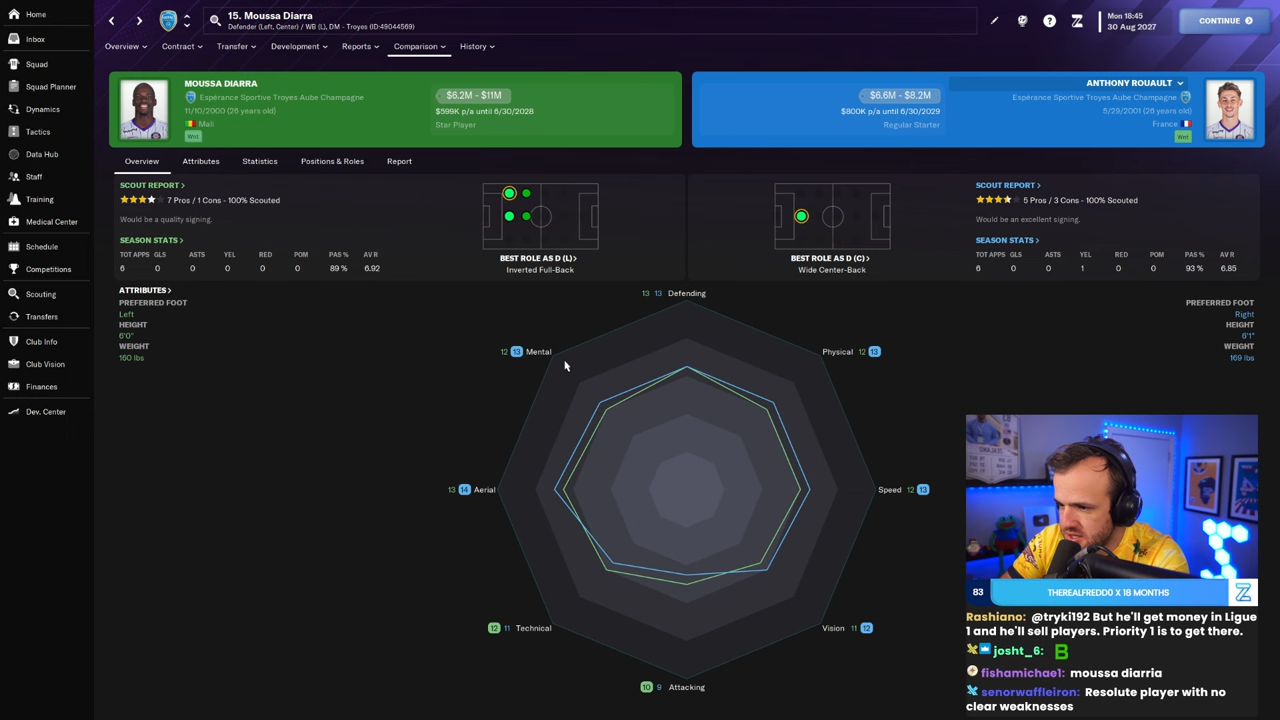 Home
Inbox
Squad
Squad Planner
Dynamics
Tactics
Data Hub
Staff
Training
Medical Center
Schedule
Competitions
Scouting
Transfers
Club Info
Club Vision
Finances
Dev. Center
15. Moussa Diarra
Defender (Left, Center) / WB (L), DM - Troyes (ID:49044569)
Mon 18:45
30 Aug 2027
CONTINUE
Overview
Contract
Transfer
Development
Reports
Comparison
History
MOUSSA DIARRA
Espérance Sportive Troyes Aube Champagne
11/10/2000 (26 years old)
Mali
Wnt
$6.2M - $11M
$599K p/a until 6/30/2028
Star Player
$6.6M - $8.2M
$800K p/a until 6/30/2029
Regular Starter
ANTHONY ROUAULT
Espérance Sportive Troyes Aube Champagne
5/29/2001 (26 years old)
France
Wnt
Overview
Attributes
Statistics
Positions & Roles
Report
SCOUT REPORT >
7 Pros / 1 Cons - 100% Scouted
Would be a quality signing.
SEASON STATS >
TOT APPS GLS ASTS YEL RED POM PAS % AV R
6 0 0 0 0 0 89 % 6.92
BEST ROLE AS D (L) >
Inverted Full-Back
BEST ROLE AS D (C) >
Wide Center-Back
SCOUT REPORT >
5 Pros / 3 Cons - 100% Scouted
Would be an excellent signing.
SEASON STATS >
TOT APPS GLS ASTS YEL RED POM PAS % AV R
6 0 0 1 0 0 93 % 6.85
ATTRIBUTES >
PREFERRED FOOT
Left
HEIGHT
6'0"
WEIGHT
160 lbs
PREFERRED FOOT
Right
HEIGHT
6'1"
WEIGHT
169 lbs
13 13 Defending
12 13 Mental
Physical 12 13
13 14 Aerial
Speed 12 13
12 11 Technical
Vision 11 12
10 9 Attacking
83
THEREALFREDD0 X 18 MONTHS
Z
Rashiano: @tryki192 But he'll get money in Ligue
1 and he'll sell players. Priority 1 is to get there.
josht_6: B
fishamichael: moussa diarria
senorwaffleiron: Resolute player with no
clear weaknesses